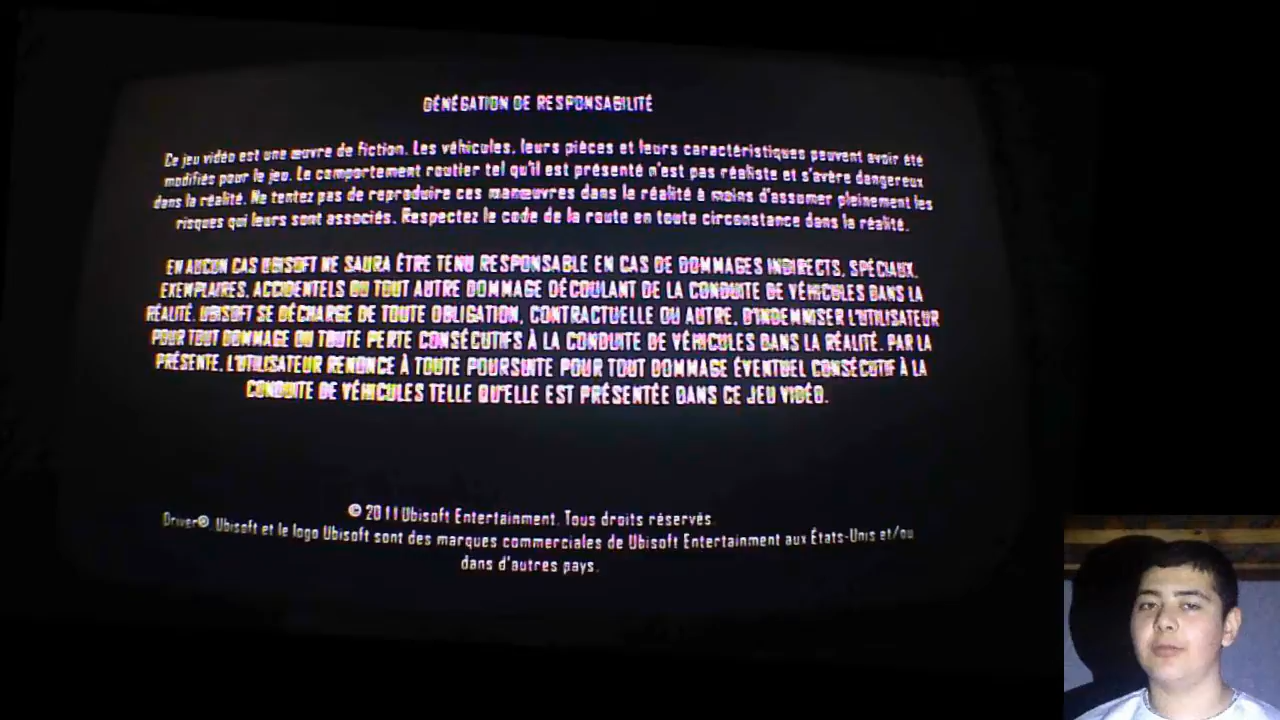 DÉNÉGATION DE RESPONSABILITÉ
Ce jeu vidéo est une œuvre de fiction. Les véhicules, leurs pièces et leurs caractéristiques peuvent avoir été
modifiés pour le jeu. Le comportement routier tel qu'il est présenté n'est pas réaliste et s'avère dangereux
dans la réalité. Ne tentez pas de reproduire ces manœuvres dans la réalité à moins d'assumer pleinement les
risques qui leurs sont associés. Respectez le code de la route en toute circonstance dans la réalité.
EN AUCUN CAS UBISOFT NE SAURA ÊTRE TENU RESPONSABLE EN CAS DE DOMMAGES INDIRECTS, SPÉCIAUX,
EXEMPLAIRES, ACCIDENTELS OU TOUT AUTRE DOMMAGE DÉCOULANT DE LA CONDUITE DE VÉHICULES DANS LA
RÉALITÉ. UBISOFT SE DÉCHARGE DE TOUTE OBLIGATION, CONTRACTUELLE OU AUTRE, D'INDEMNISER L'UTILISATEUR
POUR TOUT DOMMAGE OU TOUTE PERTE CONSÉCUTIFS À LA CONDUITE DE VÉHICULES DANS LA RÉALITÉ. PAR LA
PRÉSENTE, L'UTILISATEUR RENONCE À TOUTE POURSUITE POUR TOUT DOMMAGE ÉVENTUEL CONSÉCUTIF À LA
CONDUITE DE VÉHICULES TELLE QU'ELLE EST PRÉSENTÉE DANS CE JEU VIDÉO.
© 2011 Ubisoft Entertainment. Tous droits réservés.
Driver®, Ubisoft et le logo Ubisoft sont des marques commerciales de Ubisoft Entertainment aux États-Unis et/ou
dans d'autres pays.